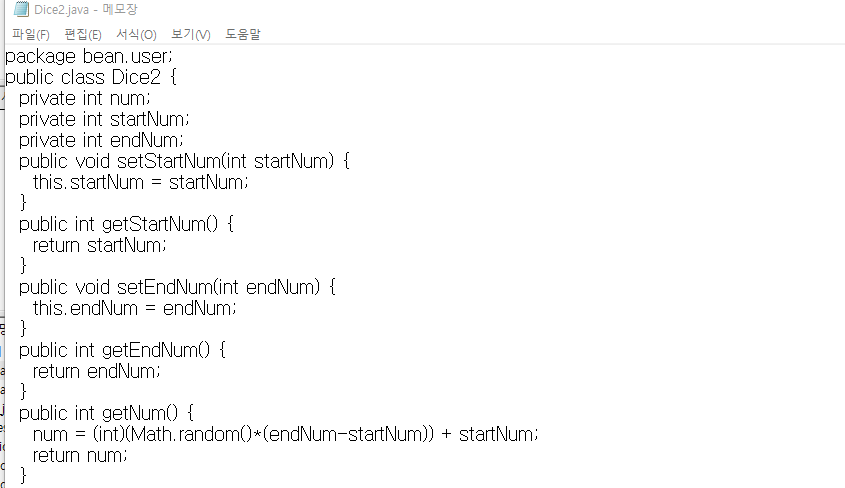 Dice2.java - 메모장
파일(F) 편집(E) 서식(O) 보기(V) 도움말
package bean.user;
public class Dice2 {
  private int num;
  private int startNum;
  private int endNum;
  public void setStartNum(int startNum) {
    this.startNum = startNum;
  }
  public int getStartNum() {
    return startNum;
  }
  public void setEndNum(int endNum) {
    this.endNum = endNum;
  }
  public int getEndNum() {
    return endNum;
  }
  public int getNum() {
    num = (int)(Math.random()*(endNum-startNum)) + startNum;
    return num;
  }